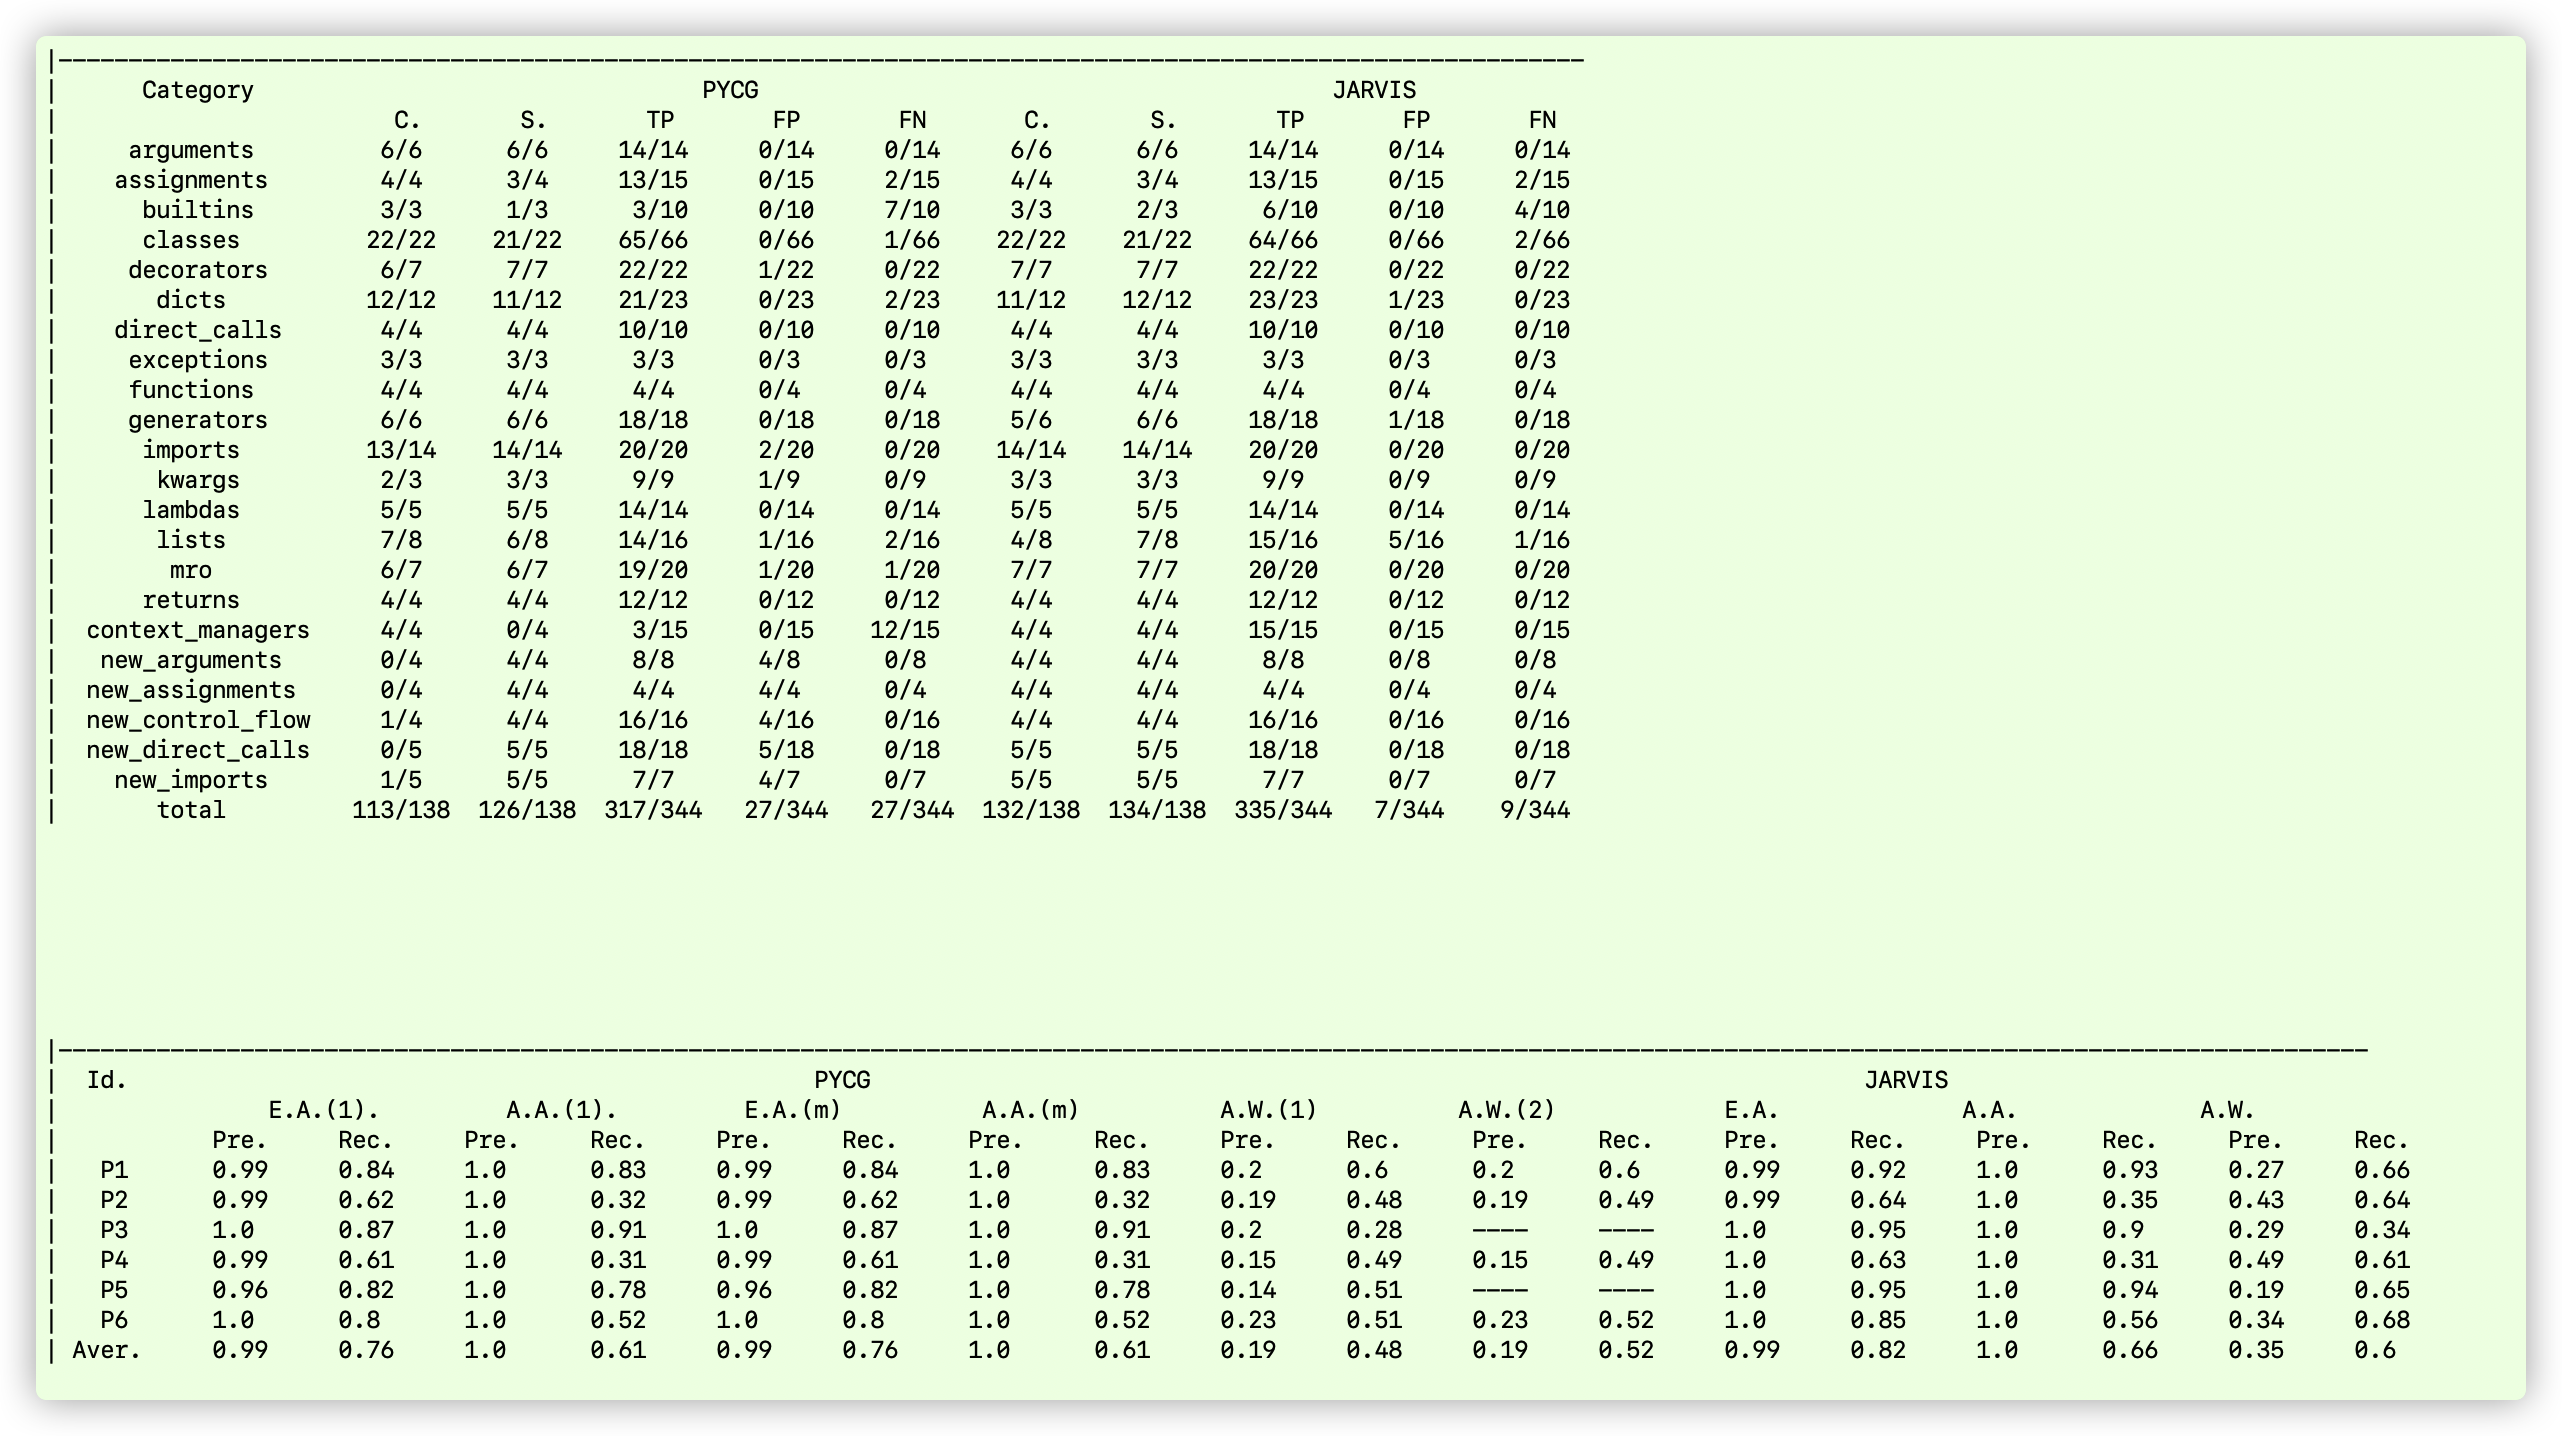 |-------------------------------------------------------------------------------------------------------------
| Category PYCG JARVIS
| C. S. TP FP FN C. S. TP FP FN
| arguments 6/6 6/6 14/14 0/14 0/14 6/6 6/6 14/14 0/14 0/14
| assignments 4/4 3/4 13/15 0/15 2/15 4/4 3/4 13/15 0/15 2/15
| builtins 3/3 1/3 3/10 0/10 7/10 3/3 2/3 6/10 0/10 4/10
| classes 22/22 21/22 65/66 0/66 1/66 22/22 21/22 64/66 0/66 2/66
| decorators 6/7 7/7 22/22 1/22 0/22 7/7 7/7 22/22 0/22 0/22
| dicts 12/12 11/12 21/23 0/23 2/23 11/12 12/12 23/23 1/23 0/23
| direct_calls 4/4 4/4 10/10 0/10 0/10 4/4 4/4 10/10 0/10 0/10
| exceptions 3/3 3/3 3/3 0/3 0/3 3/3 3/3 3/3 0/3 0/3
| functions 4/4 4/4 4/4 0/4 0/4 4/4 4/4 4/4 0/4 0/4
| generators 6/6 6/6 18/18 0/18 0/18 5/6 6/6 18/18 1/18 0/18
| imports 13/14 14/14 20/20 2/20 0/20 14/14 14/14 20/20 0/20 0/20
| kwargs 2/3 3/3 9/9 1/9 0/9 3/3 3/3 9/9 0/9 0/9
| lambdas 5/5 5/5 14/14 0/14 0/14 5/5 5/5 14/14 0/14 0/14
| lists 7/8 6/8 14/16 1/16 2/16 4/8 7/8 15/16 5/16 1/16
| mro 6/7 6/7 19/20 1/20 1/20 7/7 7/7 20/20 0/20 0/20
| returns 4/4 4/4 12/12 0/12 0/12 4/4 4/4 12/12 0/12 0/12
| context_managers 4/4 0/4 3/15 0/15 12/15 4/4 4/4 15/15 0/15 0/15
| new_arguments 0/4 4/4 8/8 4/8 0/8 4/4 4/4 8/8 0/8 0/8
| new_assignments 0/4 4/4 4/4 4/4 0/4 4/4 4/4 4/4 0/4 0/4
| new_control_flow 1/4 4/4 16/16 4/16 0/16 4/4 4/4 16/16 0/16 0/16
| new_direct_calls 0/5 5/5 18/18 5/18 0/18 5/5 5/5 18/18 0/18 0/18
| new_imports 1/5 5/5 7/7 4/7 0/7 5/5 5/5 7/7 0/7 0/7
| total 113/138 126/138 317/344 27/344 27/344 132/138 134/138 335/344 7/344 9/344
|---------------------------------------------------------------------------------------------------------------------------------------------------------------------
| Id. PYCG JARVIS
| E.A.(1). A.A.(1). E.A.(m) A.A.(m) A.W.(1) A.W.(2) E.A. A.A. A.W.
| Pre. Rec. Pre. Rec. Pre. Rec. Pre. Rec. Pre. Rec. Pre. Rec. Pre. Rec. Pre. Rec. Pre. Rec.
| P1 0.99 0.84 1.0 0.83 0.99 0.84 1.0 0.83 0.2 0.6 0.2 0.6 0.99 0.92 1.0 0.93 0.27 0.66
| P2 0.99 0.62 1.0 0.32 0.99 0.62 1.0 0.32 0.19 0.48 0.19 0.49 0.99 0.64 1.0 0.35 0.43 0.64
| P3 1.0 0.87 1.0 0.91 1.0 0.87 1.0 0.91 0.2 0.28 ---- ---- 1.0 0.95 1.0 0.9 0.29 0.34
| P4 0.99 0.61 1.0 0.31 0.99 0.61 1.0 0.31 0.15 0.49 0.15 0.49 1.0 0.63 1.0 0.31 0.49 0.61
| P5 0.96 0.82 1.0 0.78 0.96 0.82 1.0 0.78 0.14 0.51 ---- ---- 1.0 0.95 1.0 0.94 0.19 0.65
| P6 1.0 0.8 1.0 0.52 1.0 0.8 1.0 0.52 0.23 0.51 0.23 0.52 1.0 0.85 1.0 0.56 0.34 0.68
| Aver. 0.99 0.76 1.0 0.61 0.99 0.76 1.0 0.61 0.19 0.48 0.19 0.52 0.99 0.82 1.0 0.66 0.35 0.6